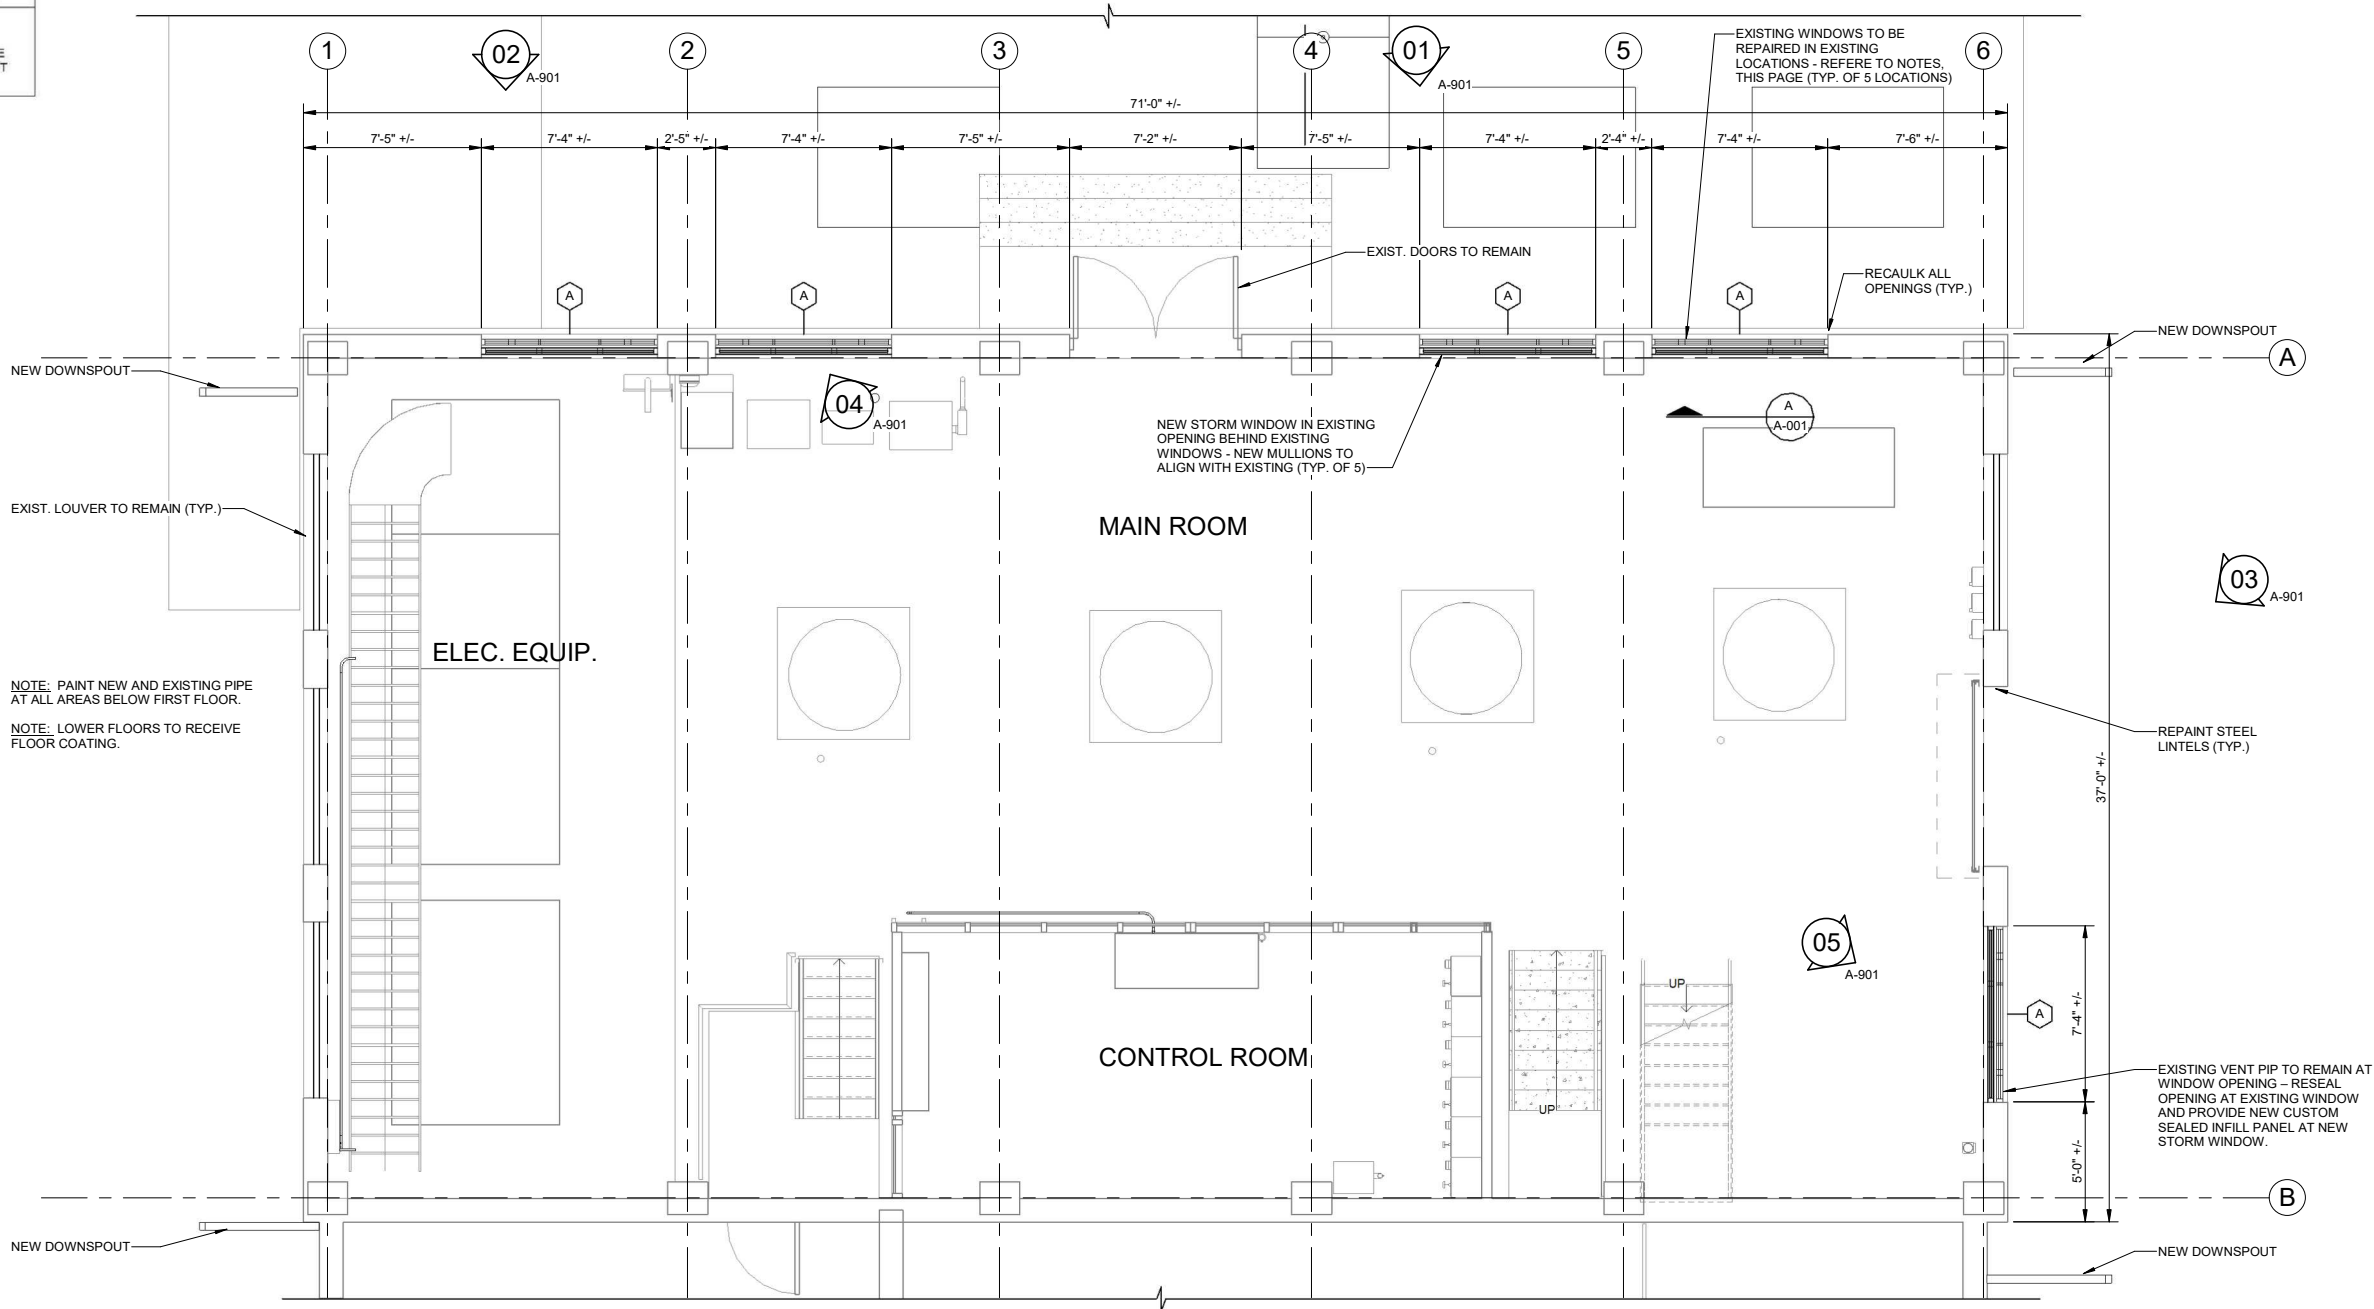 E
T
1
02
A-901
2
3
4
01
A-901
5
6
EXISTING WINDOWS TO BE
REPAIRED IN EXISTING
LOCATIONS - REFERE TO NOTES,
THIS PAGE (TYP. OF 5 LOCATIONS)
71'-0" +/-
7'-5" +/-
7'-4" +/-
2'-5" +/-
7'-4" +/-
7'-5" +/-
7'-2" +/-
7'-5" +/-
7'-4" +/-
2'-4" +/-
7'-4" +/-
7'-6" +/-
EXIST. DOORS TO REMAIN
RECAULK ALL
OPENINGS (TYP.)
A
A
A
A
NEW DOWNSPOUT
A
NEW DOWNSPOUT
04
A-901
A
A-001
NEW STORM WINDOW IN EXISTING
OPENING BEHIND EXISTING
WINDOWS - NEW MULLIONS TO
ALIGN WITH EXISTING (TYP. OF 5)
EXIST. LOUVER TO REMAIN (TYP.)
MAIN ROOM
03
A-901
ELEC. EQUIP.
NOTE: PAINT NEW AND EXISTING PIPE
AT ALL AREAS BELOW FIRST FLOOR.
NOTE: LOWER FLOORS TO RECEIVE
FLOOR COATING.
REPAINT STEEL
LINTELS (TYP.)
37'-0" +/-
05
A-901
UP
7'-4" +/-
A
CONTROL ROOM
UP
EXISTING VENT PIP TO REMAIN AT
WINDOW OPENING – RESEAL
OPENING AT EXISTING WINDOW
AND PROVIDE NEW CUSTOM
SEALED INFILL PANEL AT NEW
STORM WINDOW.
5'-0" +/-
B
NEW DOWNSPOUT
NEW DOWNSPOUT